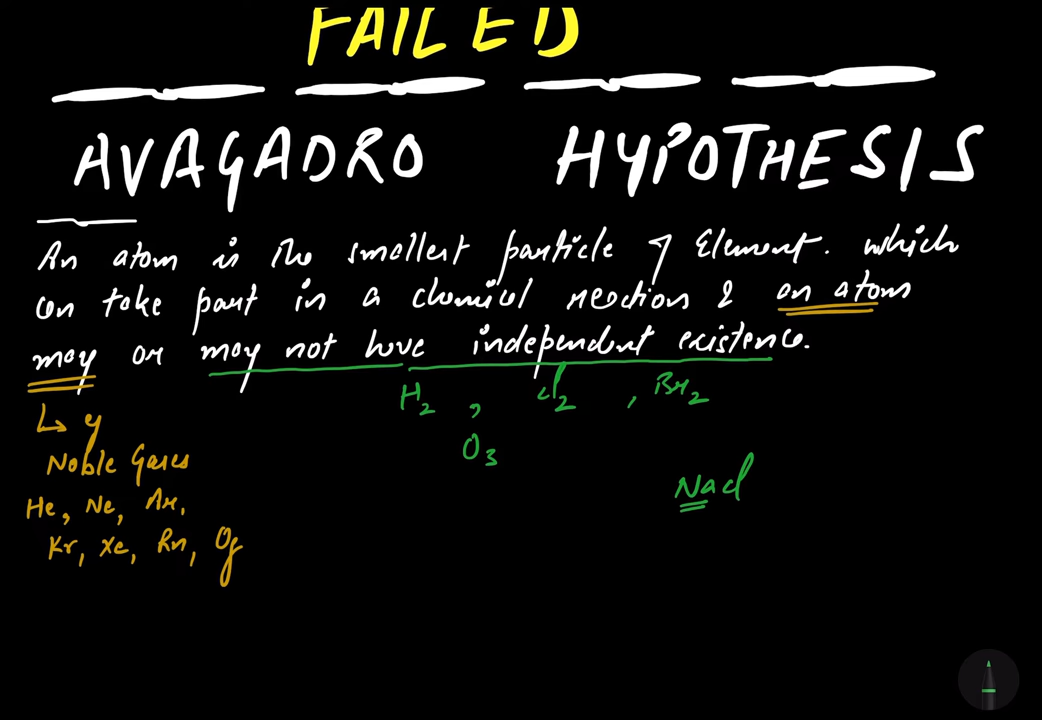 FAILED
AVAGADRO HYPOTHESIS
An atom is the smallest particle of Element. which
can take part in a chemical reaction & an atom
may or may not have independent existence.
H2, Cl2, Br2
↳ eg
O3
Noble Gases
NaCl
He, Ne, Ar,
Kr, Xe, Rn, Og